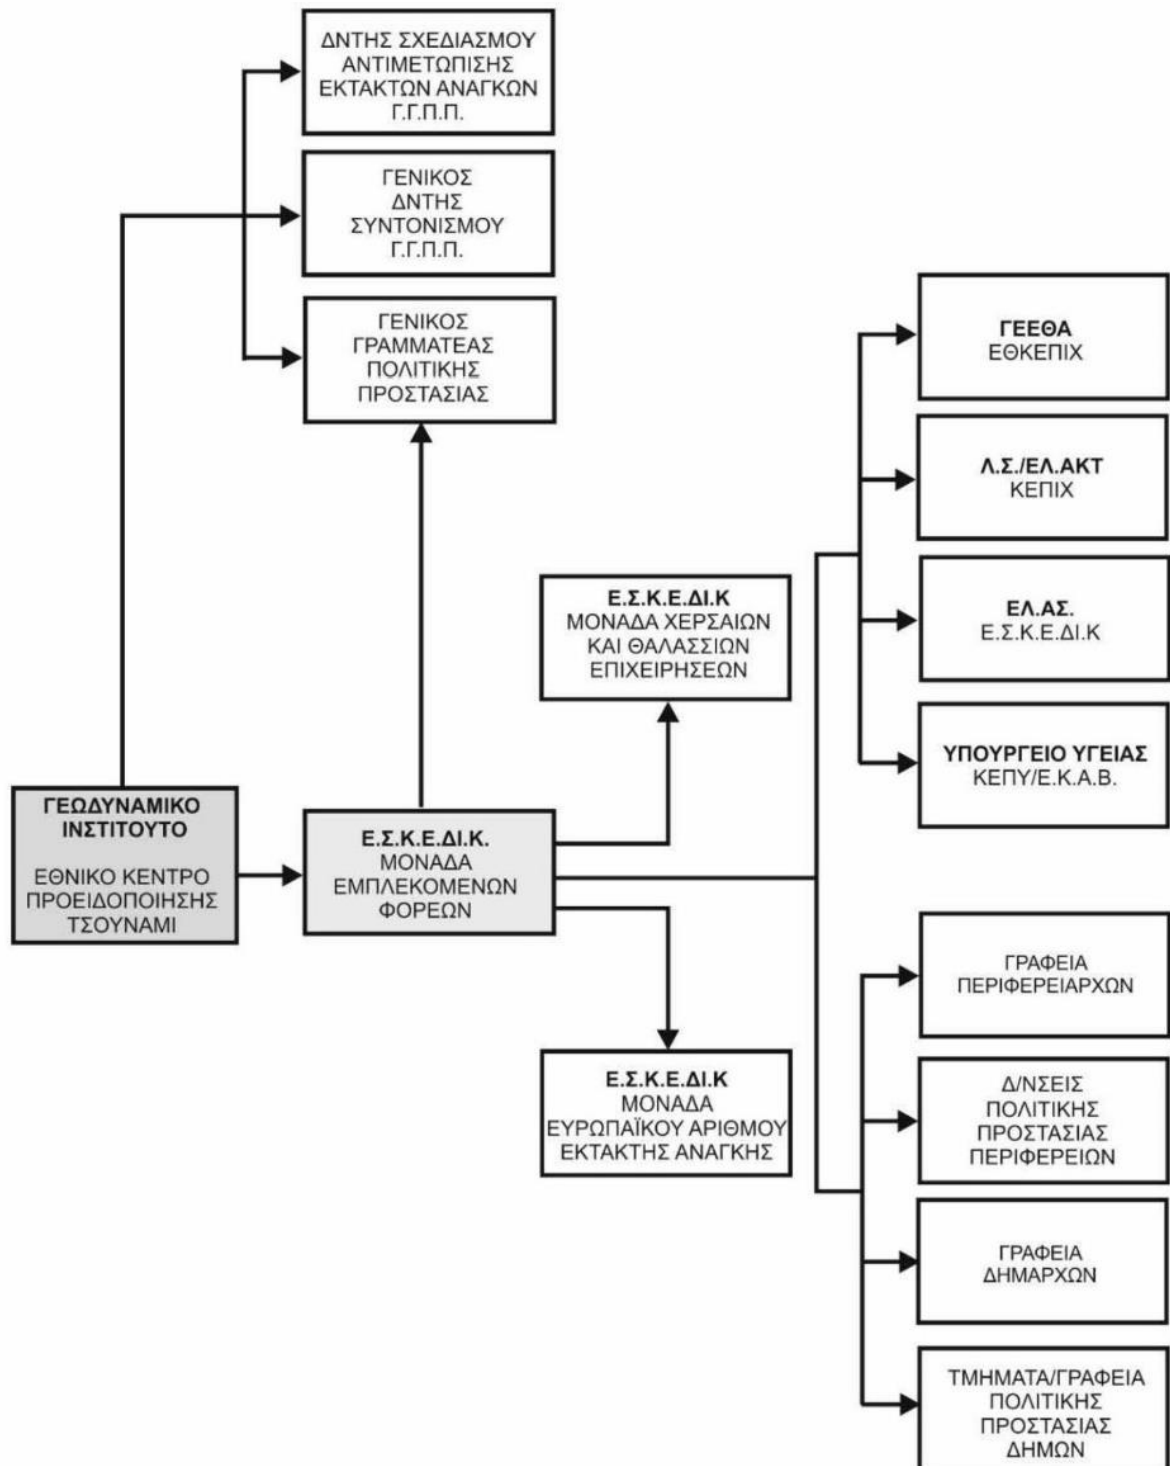 ΔΝΤΗΣ ΣΧΕΔΙΑΣΜΟΥ
ΑΝΤΙΜΕΤΩΠΙΣΗΣ
ΕΚΤΑΚΤΩΝ ΑΝΑΓΚΩΝ
Γ.Γ.Π.Π.
ΓΕΝΙΚΟΣ
ΔΝΤΗΣ
ΣΥΝΤΟΝΙΣΜΟΥ
Γ.Γ.Π.Π.
ΓΕΝΙΚΟΣ
ΓΡΑΜΜΑΤΕΑΣ
ΠΟΛΙΤΙΚΗΣ
ΠΡΟΣΤΑΣΙΑΣ
ΓΕΩΔΥΝΑΜΙΚΟ
ΙΝΣΤΙΤΟΥΤΟ
ΕΘΝΙΚΟ ΚΕΝΤΡΟ
ΠΡΟΕΙΔΟΠΟΙΗΣΗΣ
ΤΣΟΥΝΑΜΙ
Ε.Σ.Κ.Ε.ΔΙ.Κ.
ΜΟΝΑΔΑ
ΕΜΠΛΕΚΟΜΕΝΩΝ
ΦΟΡΕΩΝ
Ε.Σ.Κ.Ε.ΔΙ.Κ
ΜΟΝΑΔΑ ΧΕΡΣΑΙΩΝ
ΚΑΙ ΘΑΛΑΣΣΙΩΝ
ΕΠΙΧΕΙΡΗΣΕΩΝ
Ε.Σ.Κ.Ε.ΔΙ.Κ
ΜΟΝΑΔΑ
ΕΥΡΩΠΑΪΚΟΥ ΑΡΙΘΜΟΥ
ΕΚΤΑΚΤΗΣ ΑΝΑΓΚΗΣ
ΓΕΕΘΑ
ΕΘΚΕΠΙΧ
Λ.Σ./ΕΛ.ΑΚΤ
ΚΕΠΙΧ
ΕΛ.ΑΣ.
Ε.Σ.Κ.Ε.ΔΙ.Κ
ΥΠΟΥΡΓΕΙΟ ΥΓΕΙΑΣ
ΚΕΠΥ/Ε.Κ.Α.Β.
ΓΡΑΦΕΙΑ
ΠΕΡΙΦΕΡΕΙΑΡΧΩΝ
Δ/ΝΣΕΙΣ
ΠΟΛΙΤΙΚΗΣ
ΠΡΟΣΤΑΣΙΑΣ
ΠΕΡΙΦΕΡΕΙΩΝ
ΓΡΑΦΕΙΑ
ΔΗΜΑΡΧΩΝ
ΤΜΗΜΑΤΑ/ΓΡΑΦΕΙΑ
ΠΟΛΙΤΙΚΗΣ
ΠΡΟΣΤΑΣΙΑΣ
ΔΗΜΩΝ